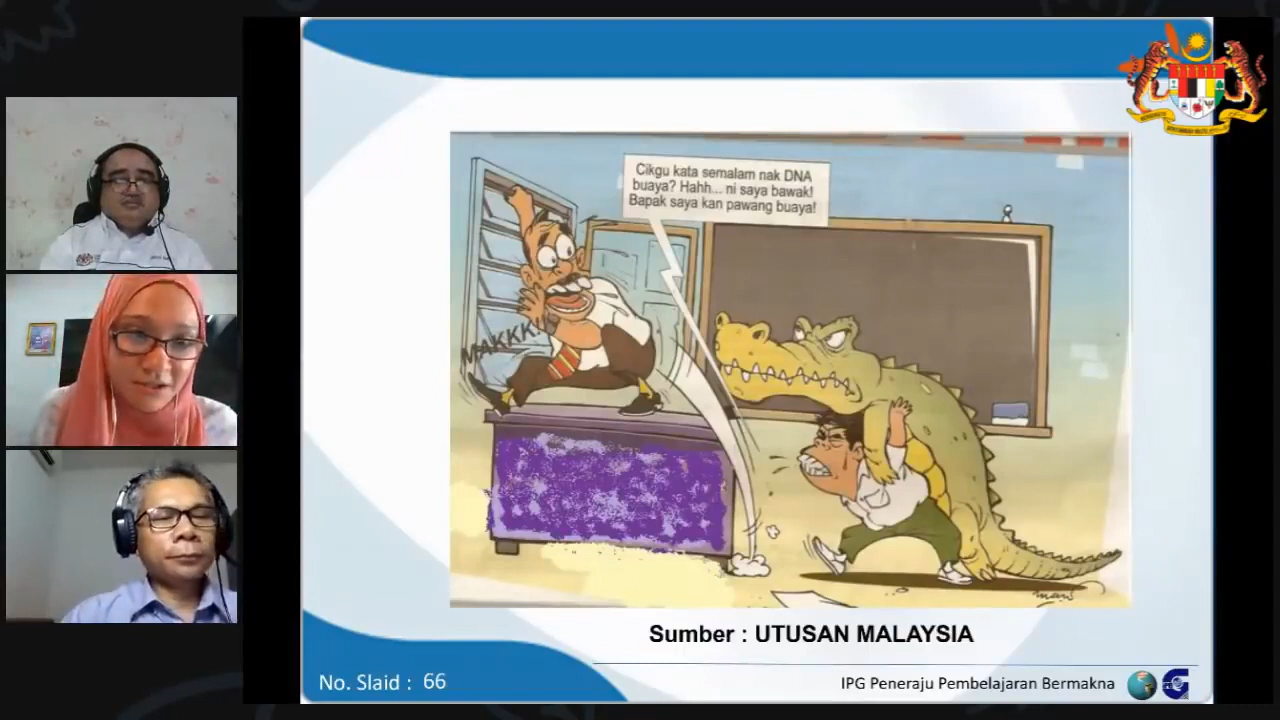 Cikgu kata semalam nak DNA
buaya? Hahh... ni saya bawak!
Bapak saya kan pawang buaya!
MAKKK!
Sumber : UTUSAN MALAYSIA
No. Slaid : 66
IPG Peneraju Pembelajaran Bermakna